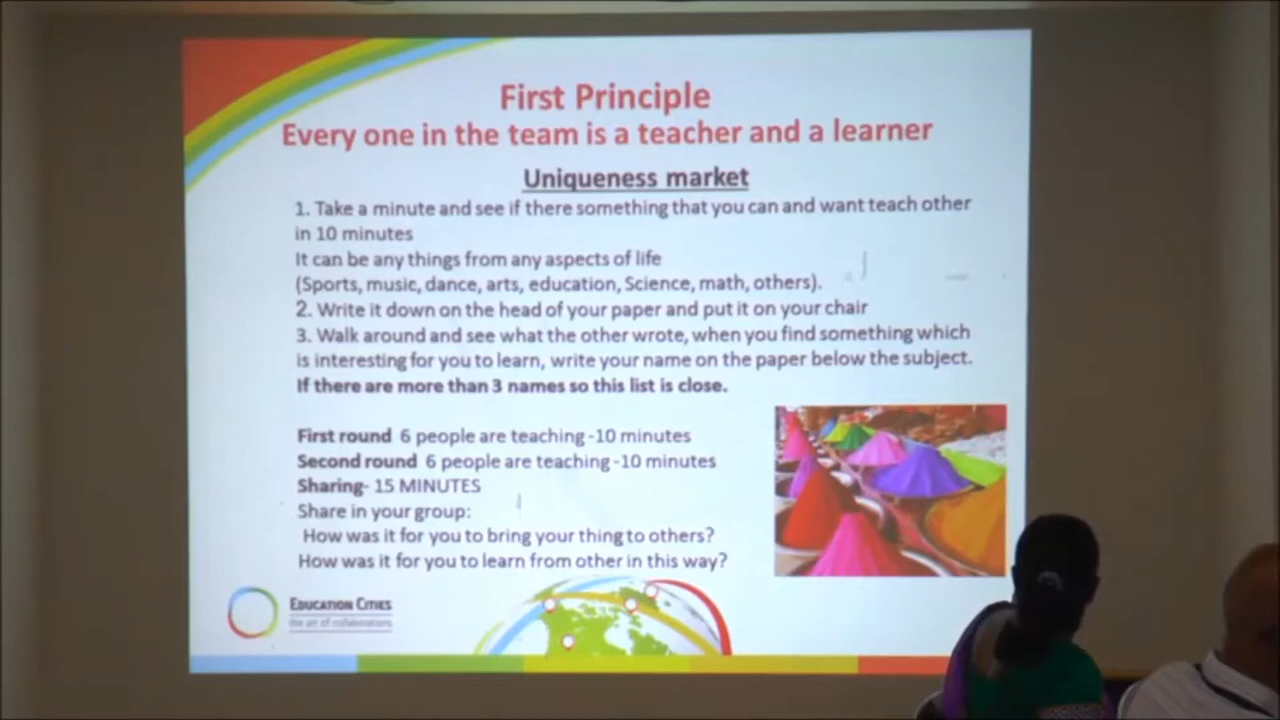 First Principle
Every one in the team is a teacher and a learner
Uniqueness market
1. Take a minute and see if there something that you can and want teach other
in 10 minutes
It can be any things from any aspects of life
(Sports, music, dance, arts, education, Science, math, others).
2. Write it down on the head of your paper and put it on your chair
3. Walk around and see what the other wrote, when you find something which
is interesting for you to learn, write your name on the paper below the subject.
If there are more than 3 names so this list is close.
First round 6 people are teaching -10 minutes
Second round 6 people are teaching -10 minutes
Sharing- 15 MINUTES
Share in your group:
How was it for you to bring your thing to others?
How was it for you to learn from other in this way?
EDUCATION CITIES
the art of collaborations